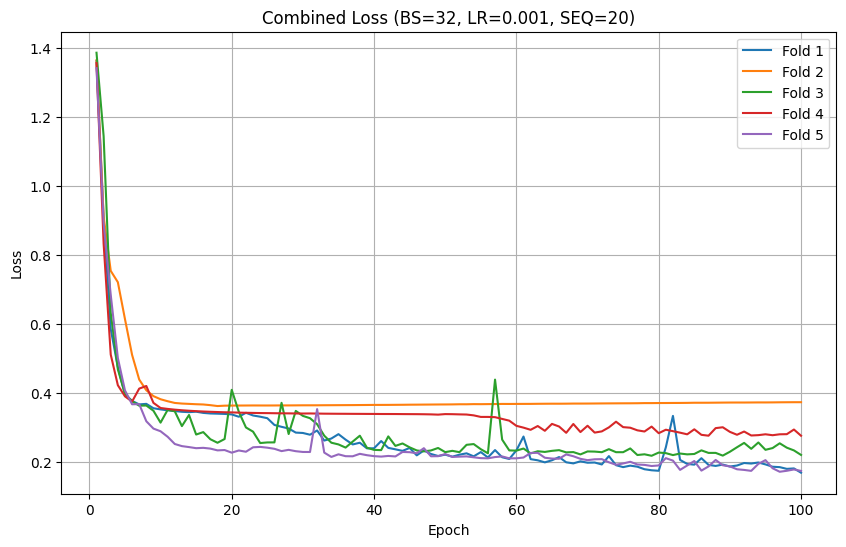 Combined Loss (BS=32, LR=0.001, SEQ=20)
Fold 1
Fold 2
Fold 3
Fold 4
Fold 5
Loss
1.4
1.2
1.0
0.8
0.6
0.4
0.2
0 20 40 60 80 100
Epoch